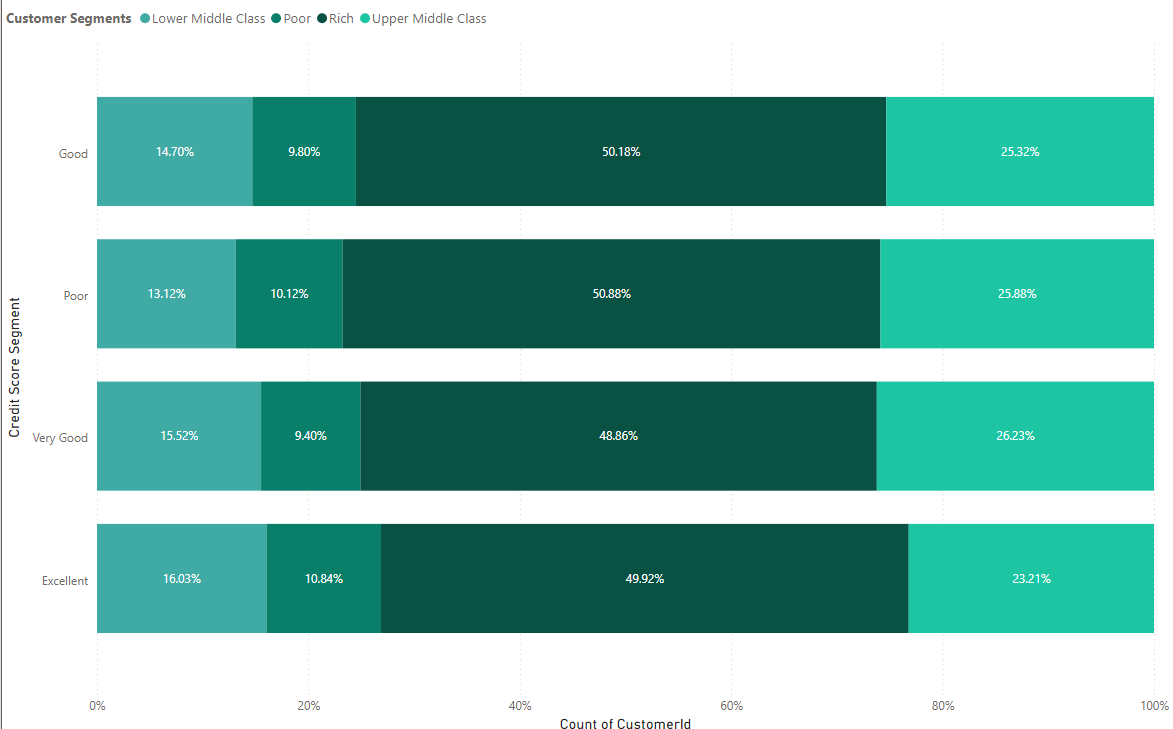 Customer Segments Lower Middle Class Poor Rich Upper Middle Class
Credit Score Segment
Good 14.70% 9.80% 50.18% 25.32%
Poor 13.12% 10.12% 50.88% 25.88%
Very Good 15.52% 9.40% 48.86% 26.23%
Excellent 16.03% 10.84% 49.92% 23.21%
0% 20% 40% 60% 80% 100%
Count of CustomerId